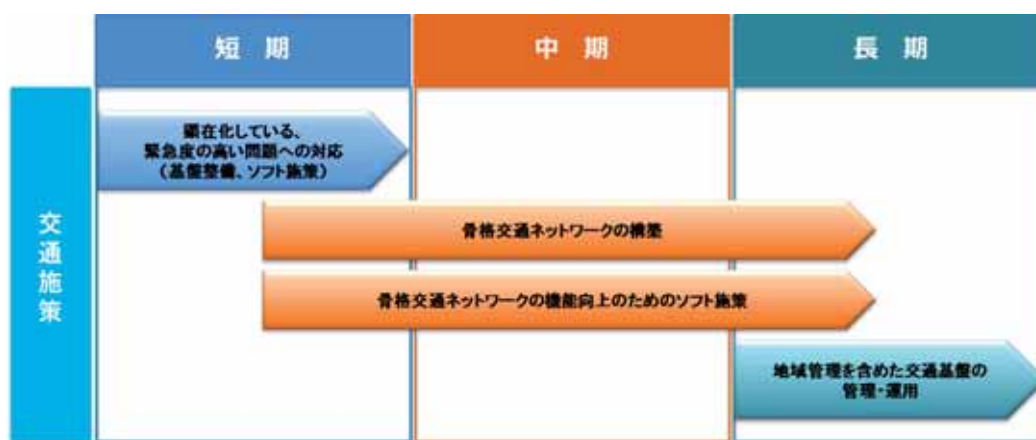 短 期
中 期
長 期
交通施策
顕在化している、
緊急度の高い問題への対応
（基盤整備、ソフト施策）
骨格交通ネットワークの構築
骨格交通ネットワークの機能向上のためのソフト施策
地域管理を含めた交通基盤の
管理・運用